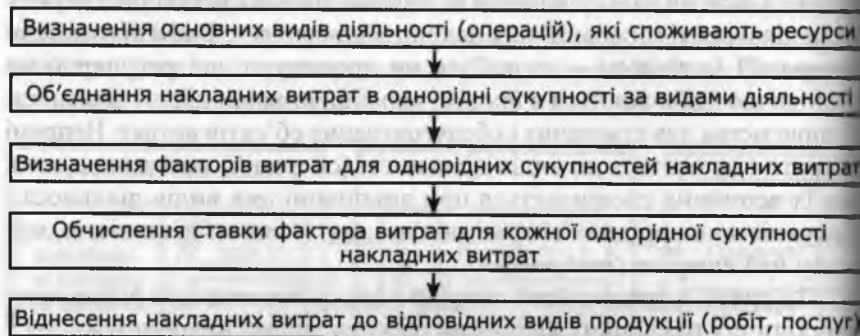 Визначення основних видів діяльності (операцій), які споживають ресурси
Об’єднання накладних витрат в однорідні сукупності за видами діяльності
Визначення факторів витрат для однорідних сукупностей накладних витрат
Обчислення ставки фактора витрат для кожної однорідної сукупності
накладних витрат
Віднесення накладних витрат до відповідних видів продукції (робіт, послуг)